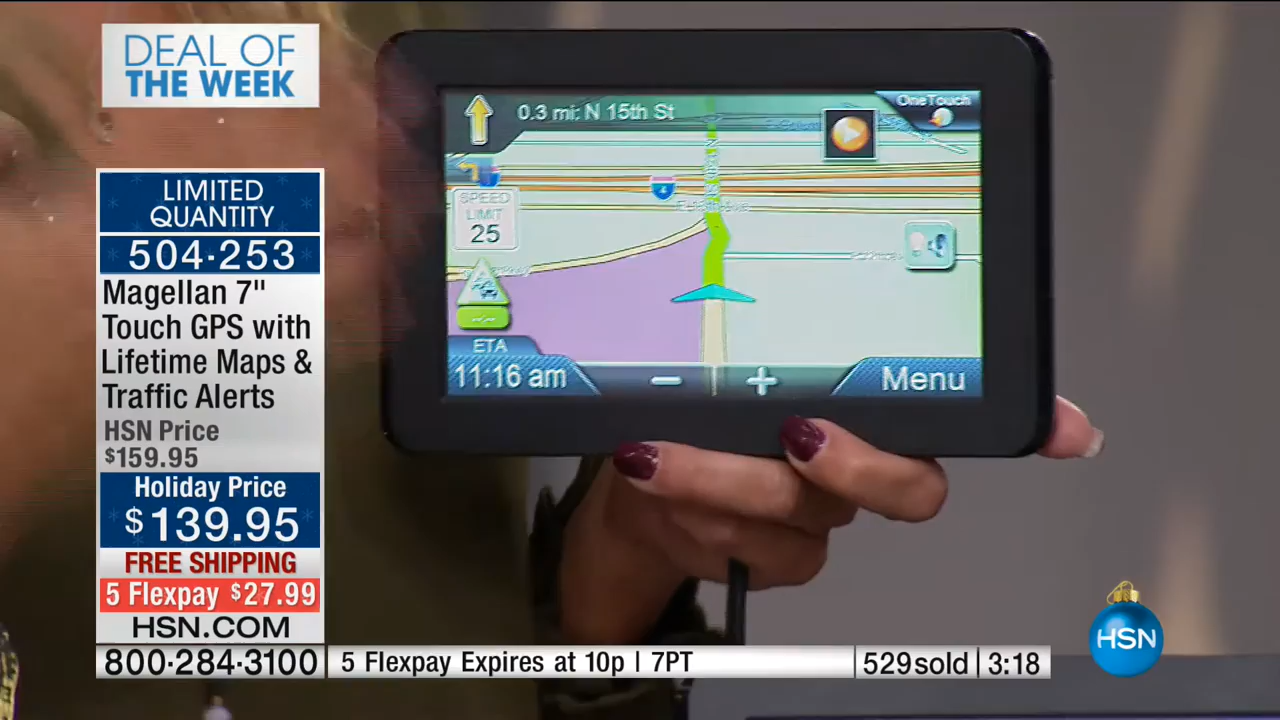 DEAL OF
THE WEEK
LIMITED
QUANTITY
504-253
Magellan 7"
Touch GPS with
Lifetime Maps &
Traffic Alerts
HSN Price
$159.95
Holiday Price
$139.95
FREE SHIPPING
5 Flexpay $27.99
HSN.COM
800-284-3100
5 Flexpay Expires at 10p | 7PT
529sold
3:18
HSN
0.3 mi: N 15th St
OneTouch
SPEED
LIMIT
25
4
ETA
11:16 am
Menu